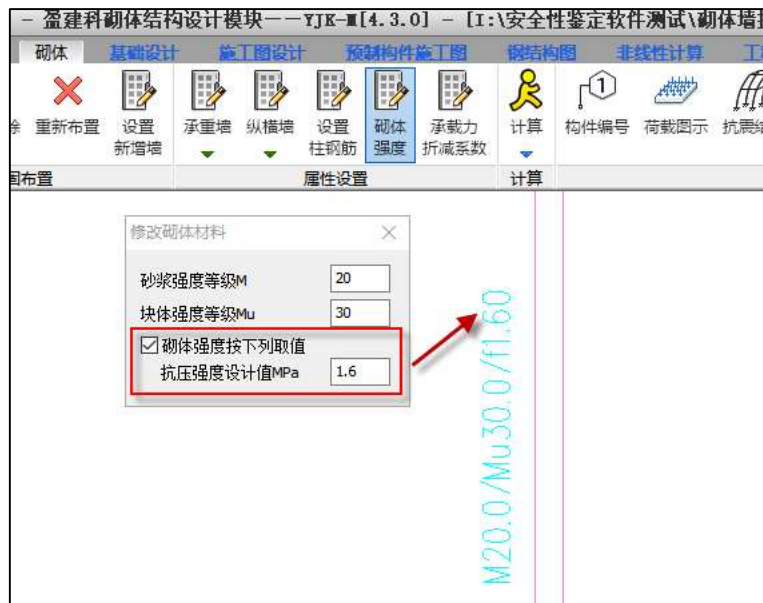 - 盈建科砌体结构设计模块——YJK-M[4.3.0] - [I:\安全性鉴定软件测试\砌体墙
砌体 基础设计 施工图设计 预制构件施工图 钢结构图 非线性计算
重新布置 设置新增墙 承重墙 纵横墙 设置柱钢筋 砌体强度 承载力折减系数 计算 构件编号 荷载图示
布置 属性设置 计算
修改砌体材料
砂浆强度等级M 20
块体强度等级Mu 30
砌体强度按下列取值
抗压强度设计值MPa 1.6
M20.0/Mu30.0/f1.60